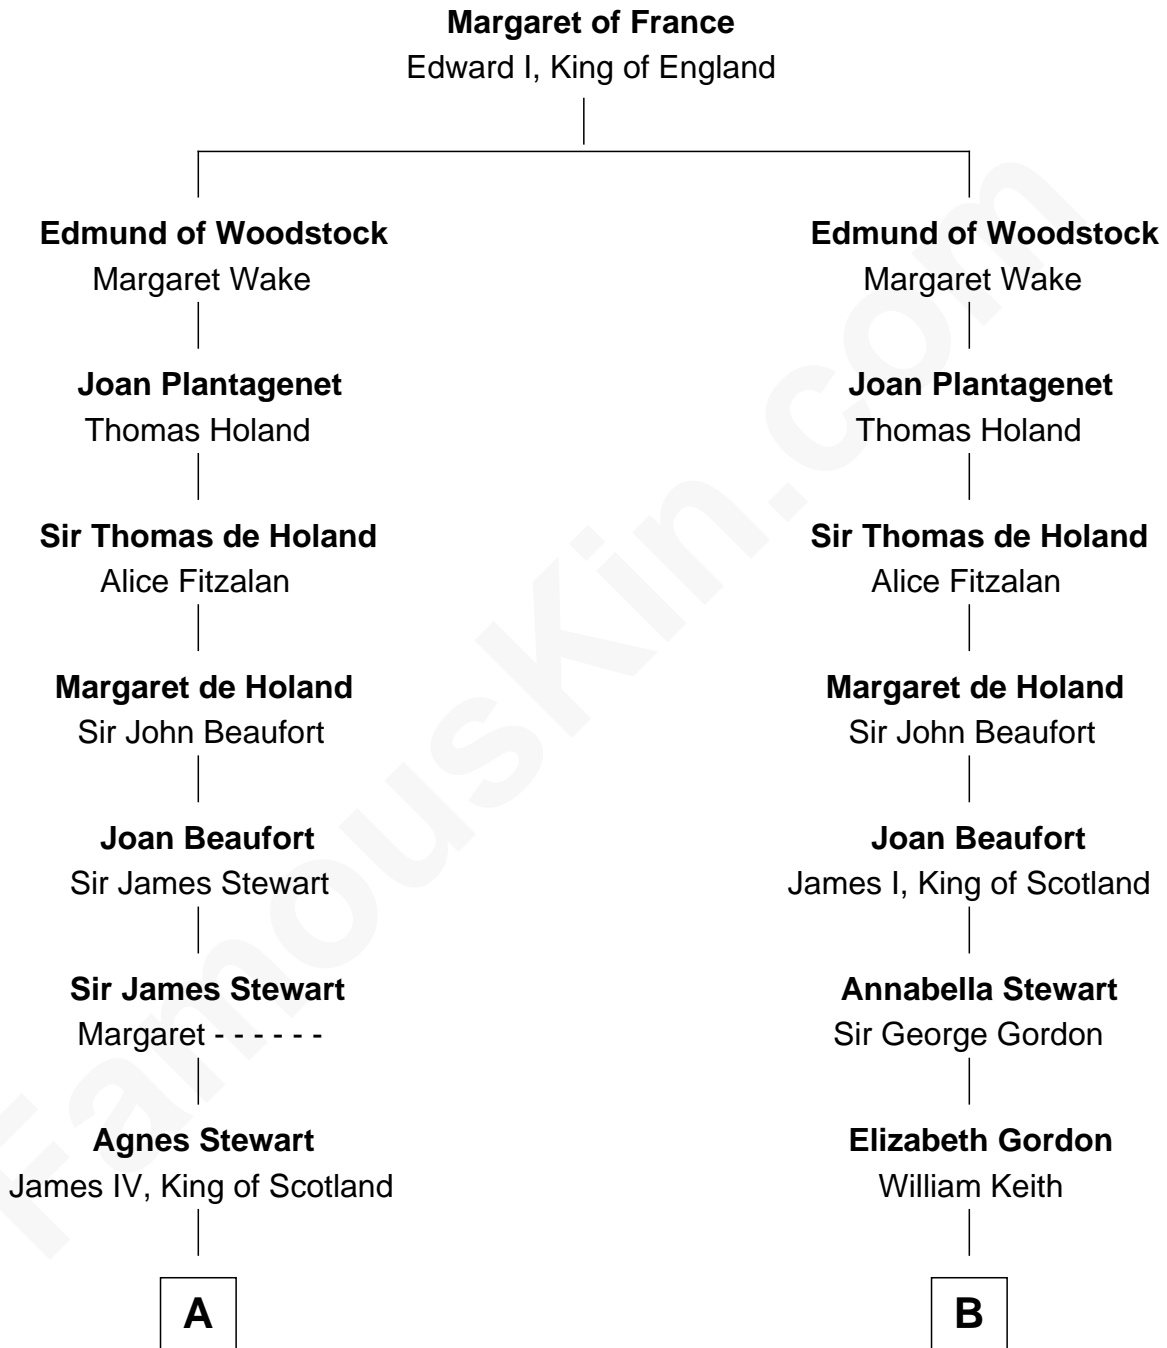 Margaret of France
Edward I, King of England
Edmund of Woodstock
Margaret Wake
Joan Plantagenet
Thomas Holand
Sir Thomas de Holand
Alice Fitzalan
Margaret de Holand
Sir John Beaufort
Joan Beaufort
Sir James Stewart
Sir James Stewart
Margaret - - - - - -
Agnes Stewart
James IV, King of Scotland
A
Edmund of Woodstock
Margaret Wake
Joan Plantagenet
Thomas Holand
Sir Thomas de Holand
Alice Fitzalan
Margaret de Holand
Sir John Beaufort
Joan Beaufort
James I, King of Scotland
Annabella Stewart
Sir George Gordon
Elizabeth Gordon
William Keith
B
FamousKin.com